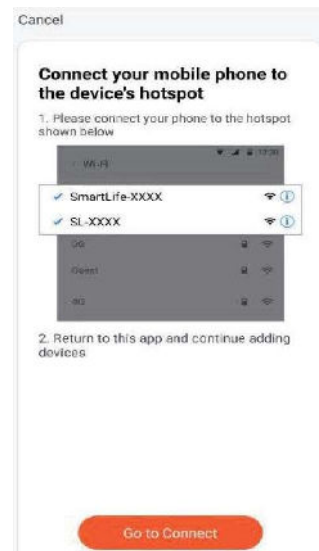 Cancel
Connect your mobile phone to
the device's hotspot
1. Please connect your phone to the hotspot
shown below
12:30
Wi-Fi
SmartLife-XXXX
SL-XXXX
Guest
2. Return to this app and continue adding
devices
Go to Connect